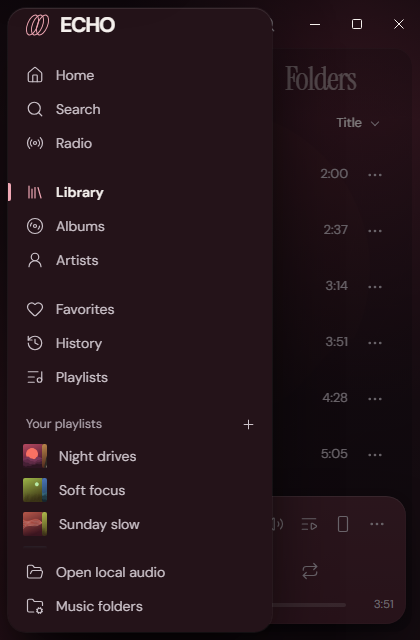 ECHO
Folders
Home
Title
Search
Radio
2:00
Library
Albums
2:37
Artists
3:14
Favorites
History
3:51
Playlists
4:28
Your playlists
Night drives
5:05
Soft focus
Sunday slow
Open local audio
Music folders
3:51